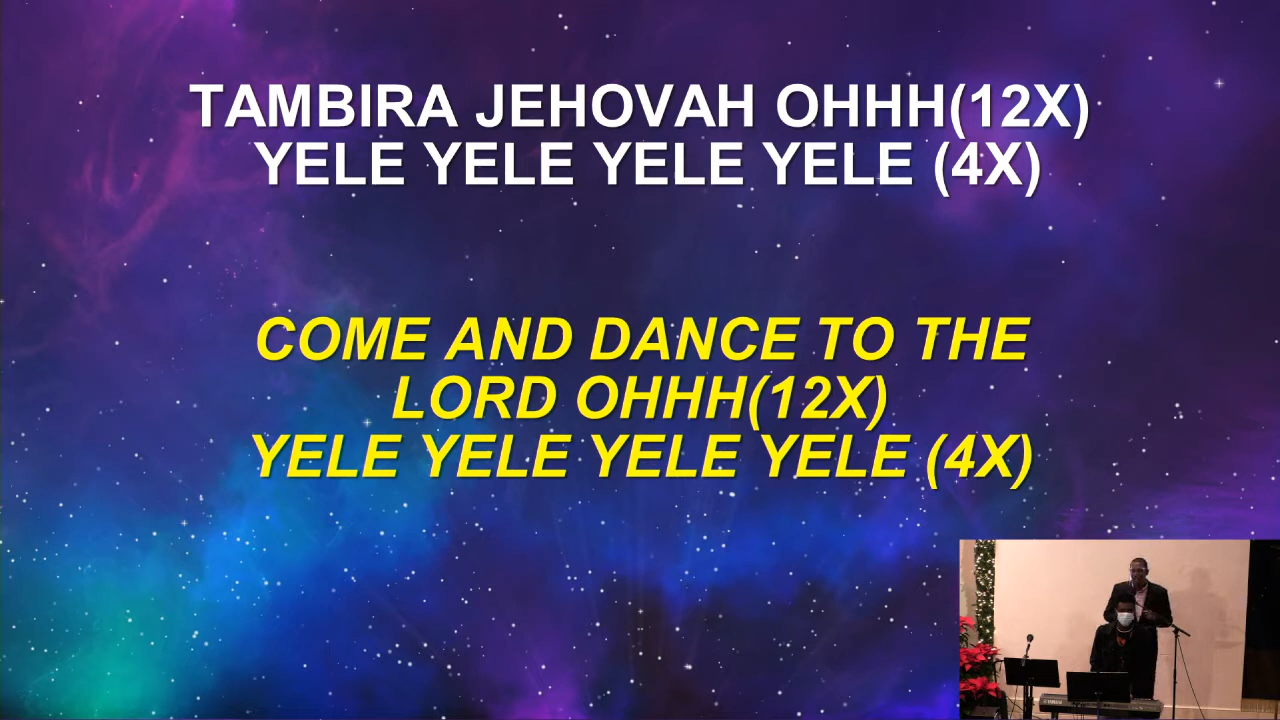 TAMBIRA JEHOVAH OHHH(12X)
YELE YELE YELE YELE (4X)
COME AND DANCE TO THE
LORD OHHH(12X)
YELE YELE YELE YELE (4X)